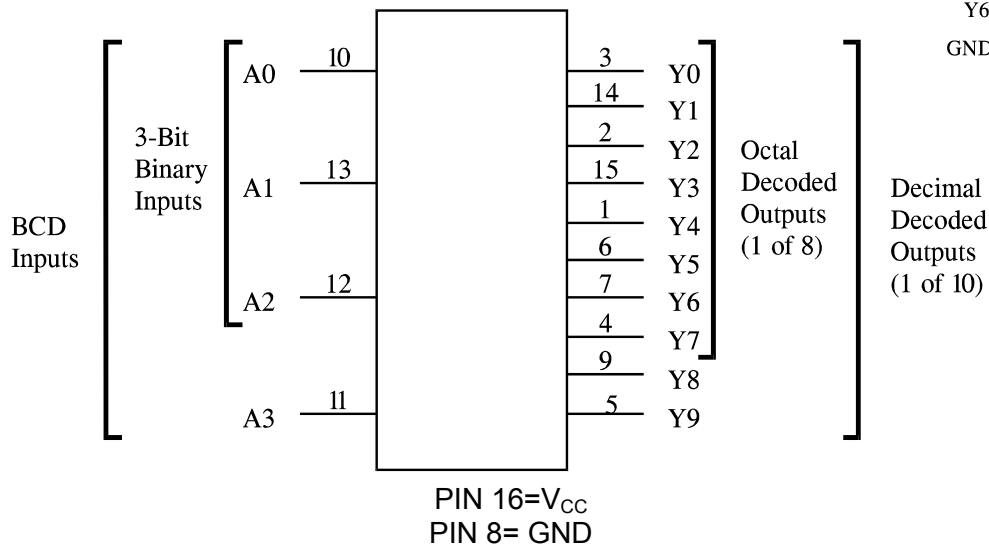 Y6
GND
BCD
Inputs
3-Bit
Binary
Inputs
A0 10
A1 13
A2 12
A3 11
3 Y0
14 Y1
2 Y2
15 Y3
1 Y4
6 Y5
7 Y6
4 Y7
9 Y8
5 Y9
Octal
Decoded
Outputs
(1 of 8)
Decimal
Decoded
Outputs
(1 of 10)
PIN 16=VCC
PIN 8= GND